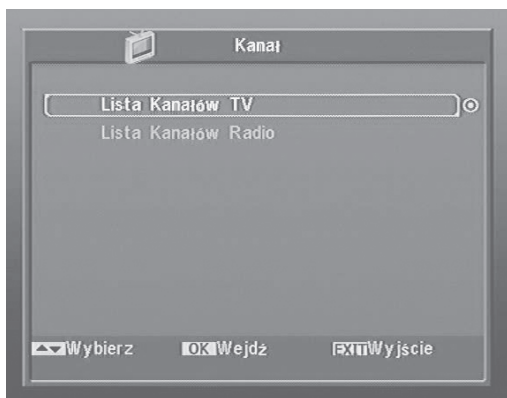 Kanał
Lista Kanałów TV
Lista Kanałów Radio
▲▼Wybierz OK Wejdź EXIT Wyjście